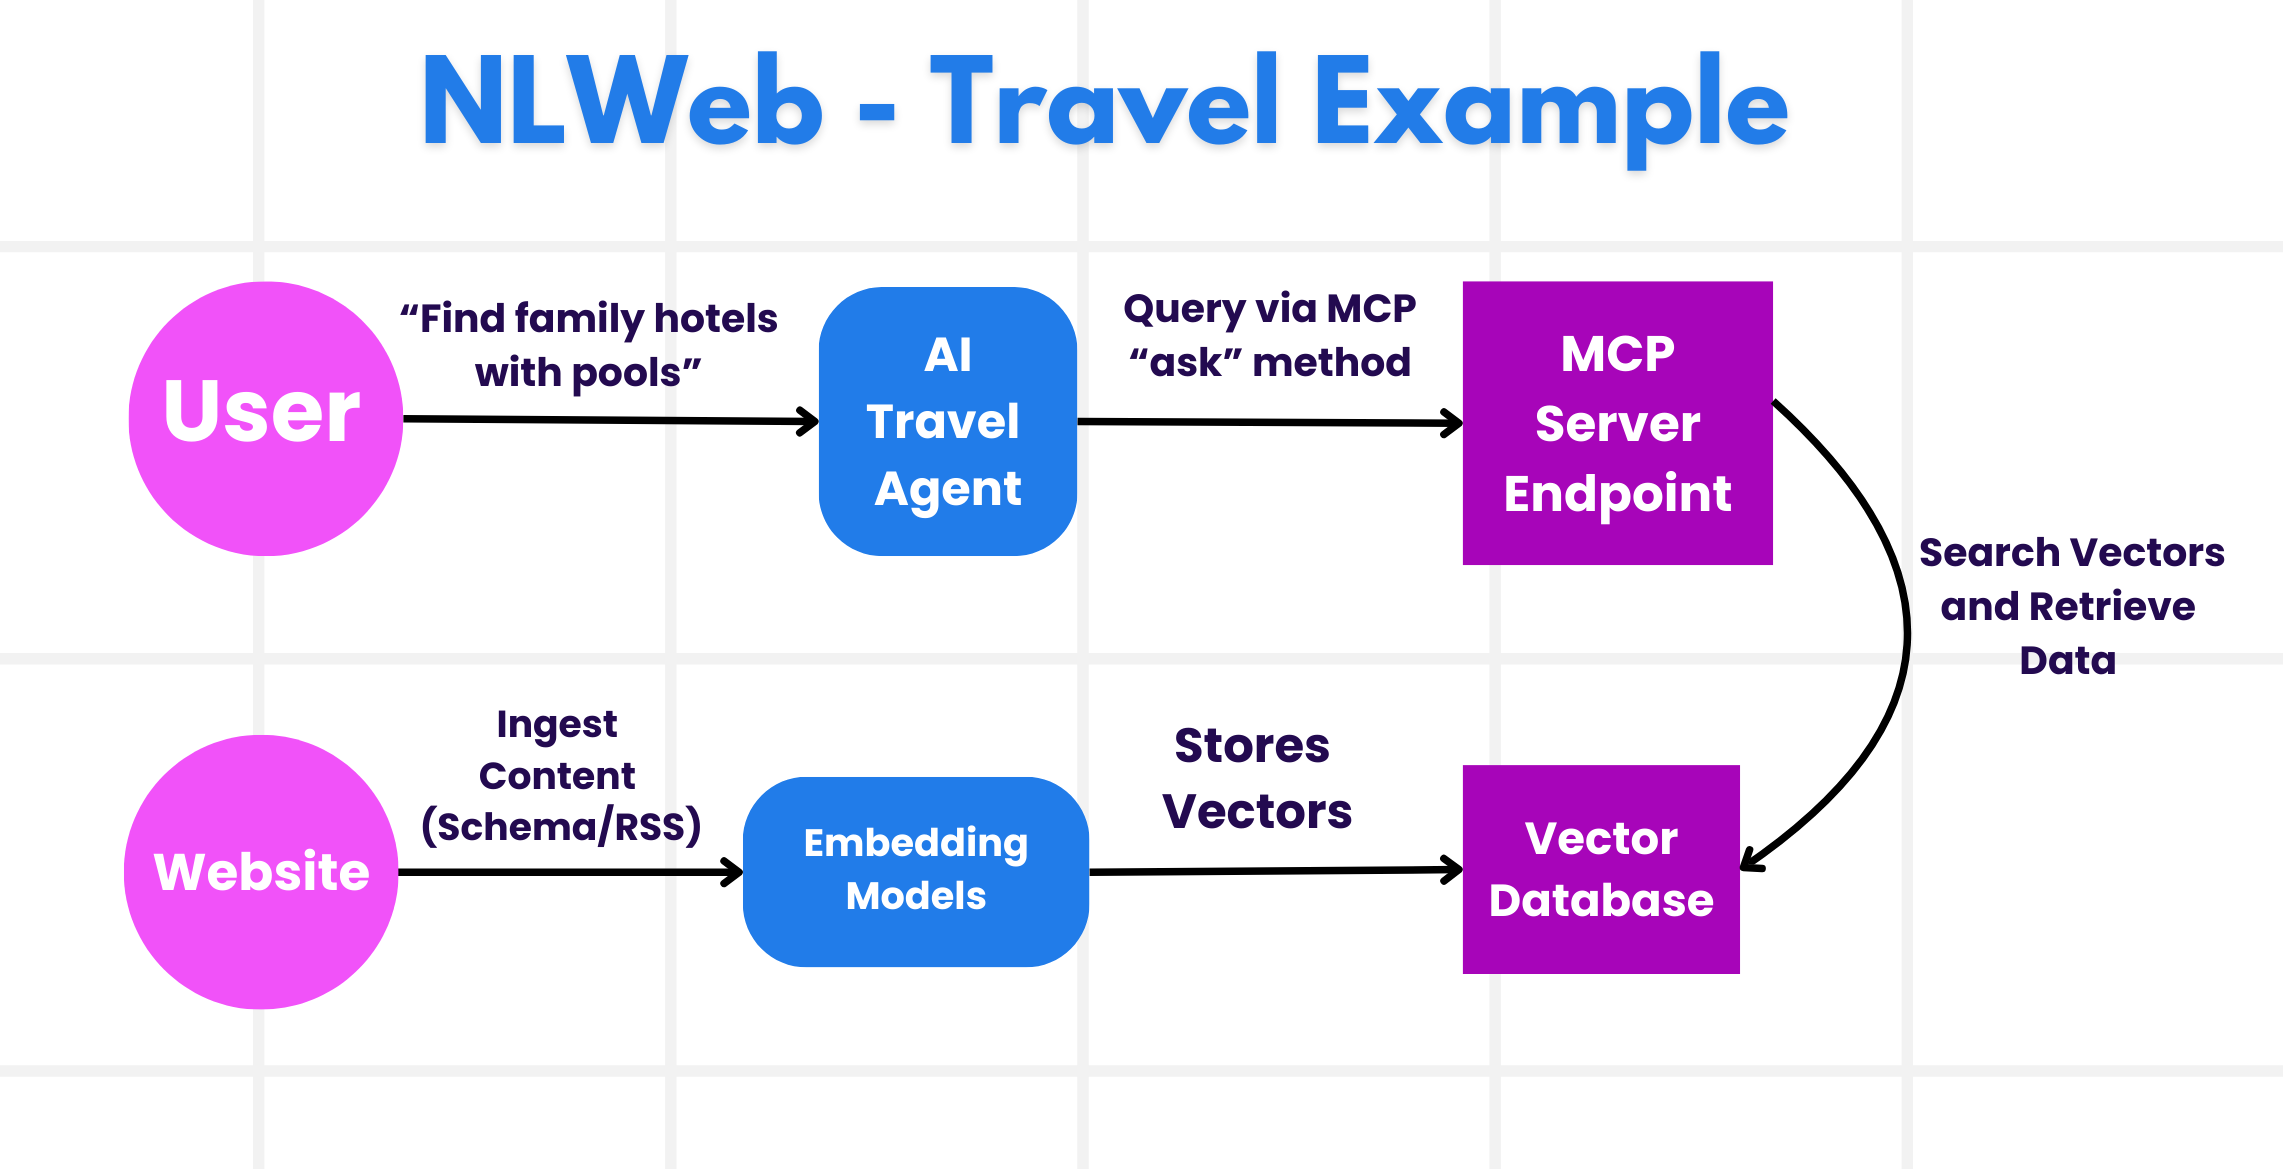 NLWeb - Travel Example
User
“Find family hotels
with pools”
AI
Travel
Agent
Query via MCP
“ask” method
MCP
Server
Endpoint
Search Vectors
and Retrieve
Data
Website
Ingest
Content
(Schema/RSS)
Embedding
Models
Stores
Vectors
Vector
Database